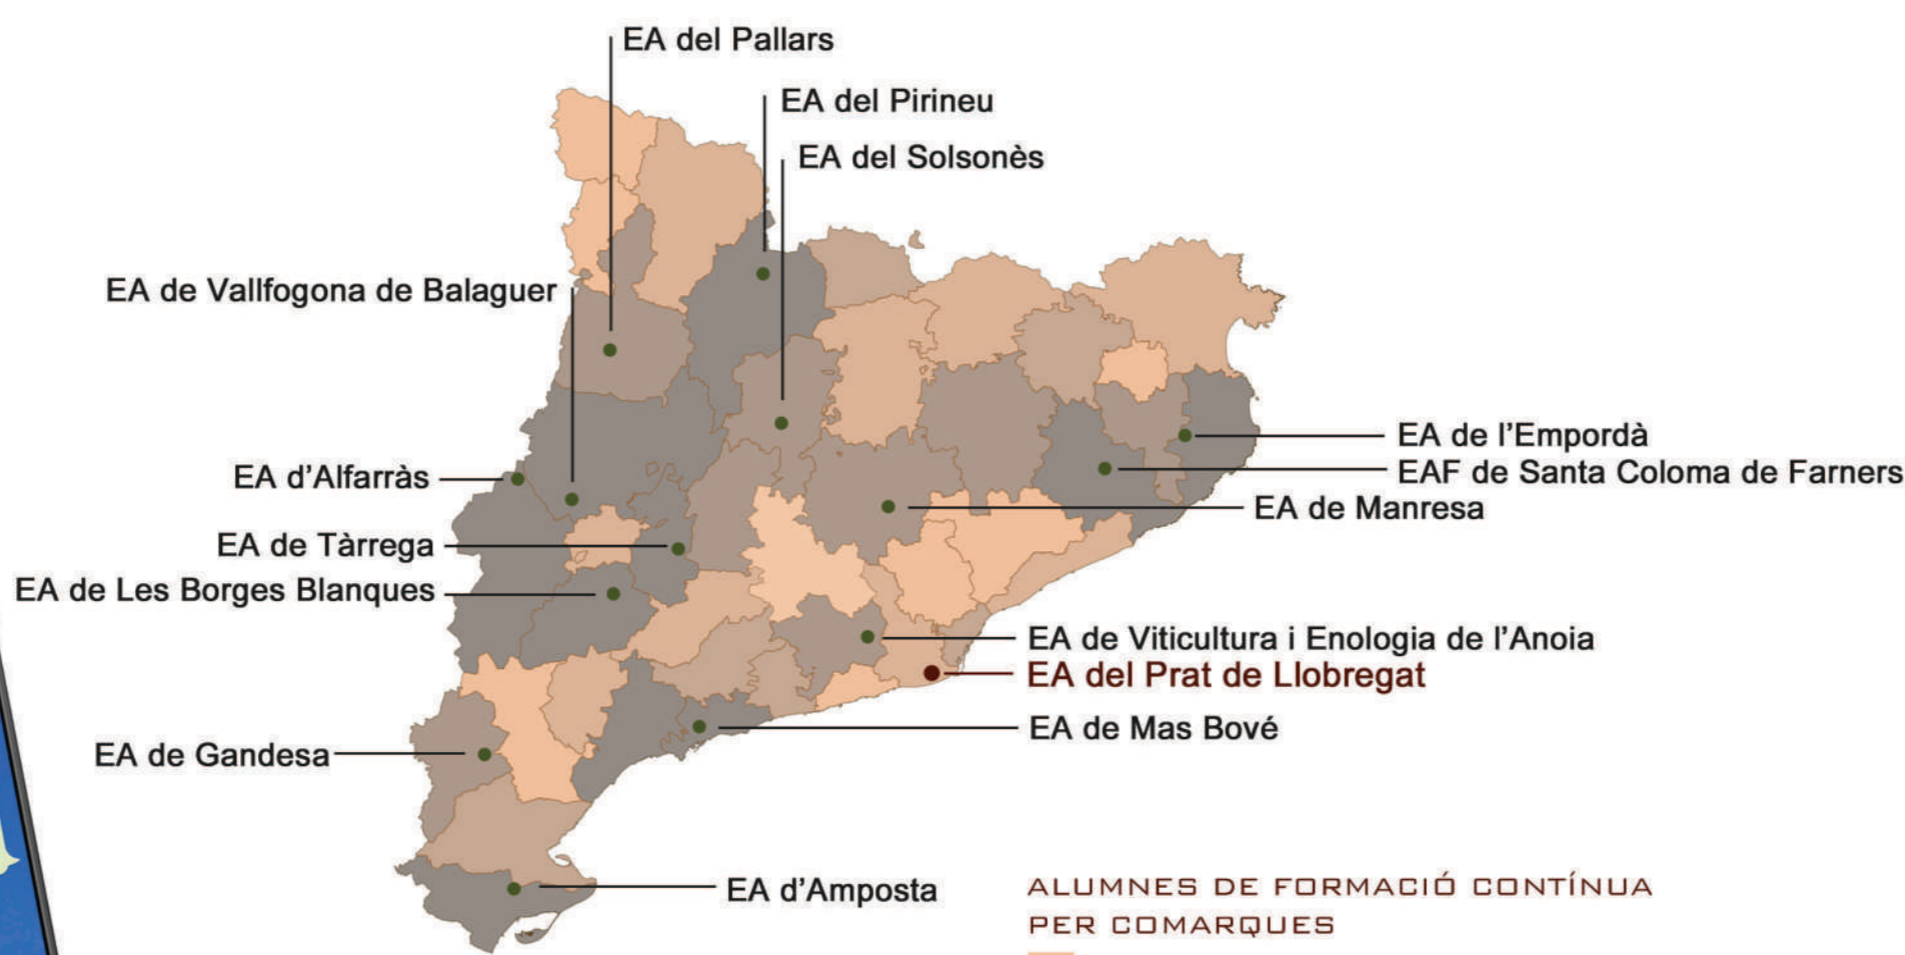 EA del Pallars
EA del Pirineu
EA del Solsonès
EA de Vallfogona de Balaguer
EA de l'Empordà
EAF de Santa Coloma de Farners
EA d'Alfarràs
EA de Manresa
EA de Tàrrega
EA de Les Borges Blanques
EA de Viticultura i Enologia de l'Anoia
EA del Prat de Llobregat
EA de Mas Bové
EA de Gandesa
EA d'Amposta
ALUMNES DE FORMACIÓ CONTÍNUA
PER COMARQUES